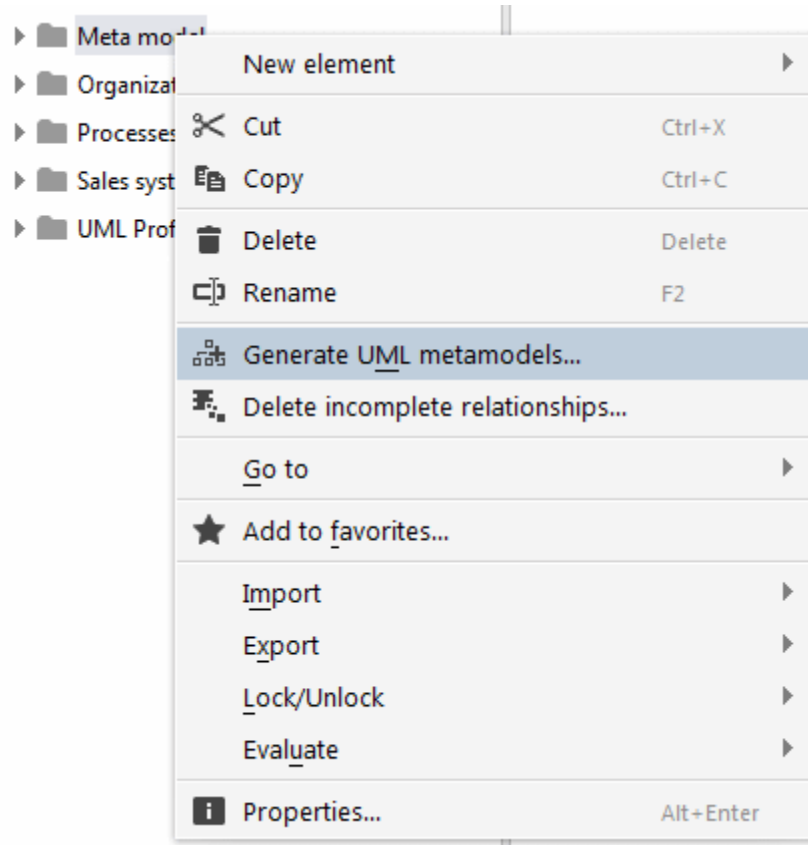 Meta model
New element
Organizat
Cut Ctrl+X
Processes
Copy Ctrl+C
Sales syst
UML Prof
Delete Delete
Rename F2
Generate UML metamodels...
Delete incomplete relationships...
Go to
Add to favorites...
Import
Export
Lock/Unlock
Evaluate
Properties... Alt+Enter